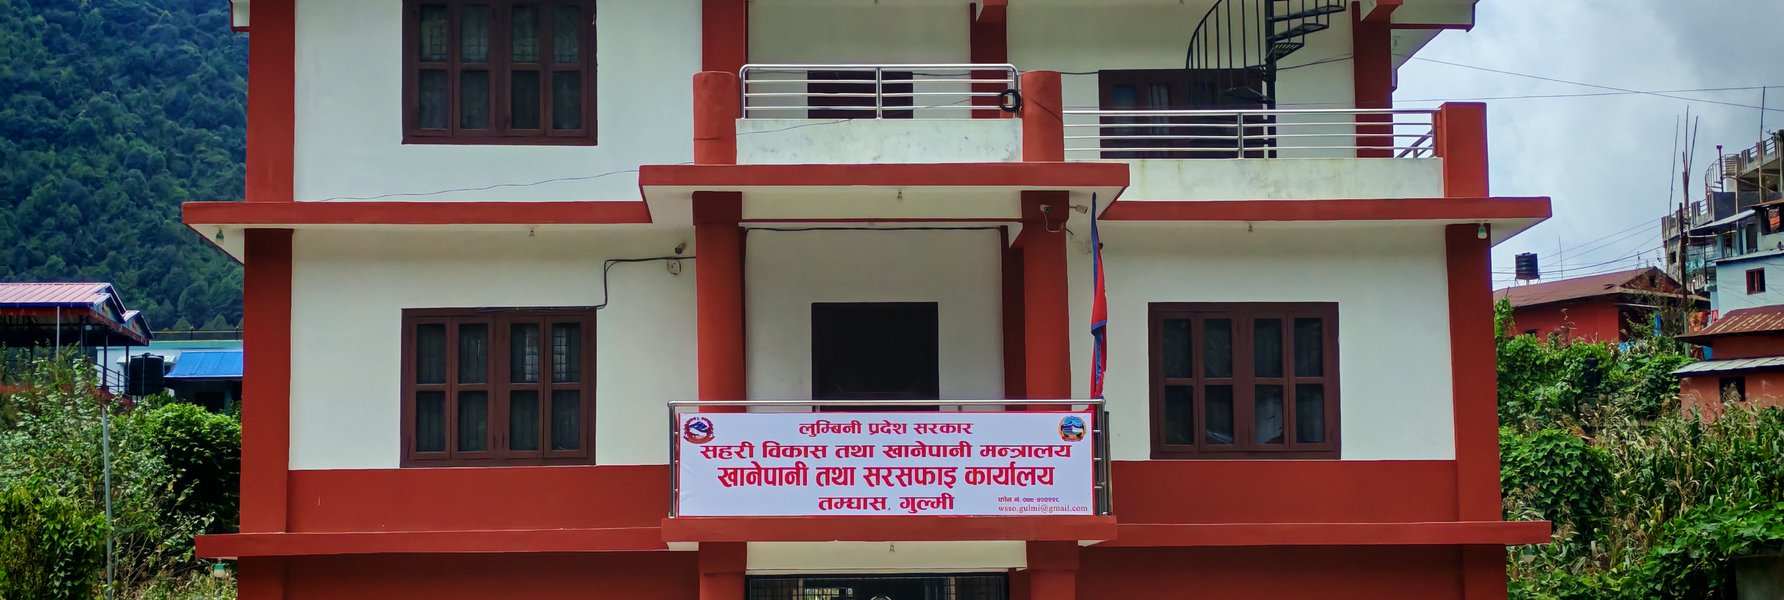 लुम्बिनी प्रदेश सरकार
सहरी विकास तथा खानेपानी मन्त्रालय
खानेपानी तथा सरसफाइ कार्यालय
तम्घास, गुल्मी
फोन नं.
wsso.gulmi@gmail.com